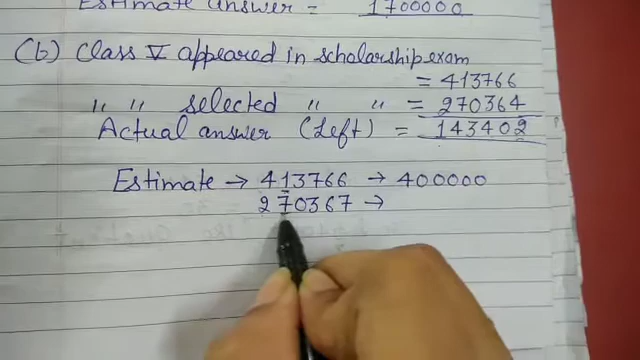 Estimate answer = 1700000
(b) Class V appeared in scholarship exam
= 413766
" " selected " " = 270364
Actual answer (Left) = 143402
Estimate → 413766 → 400000
270367 →